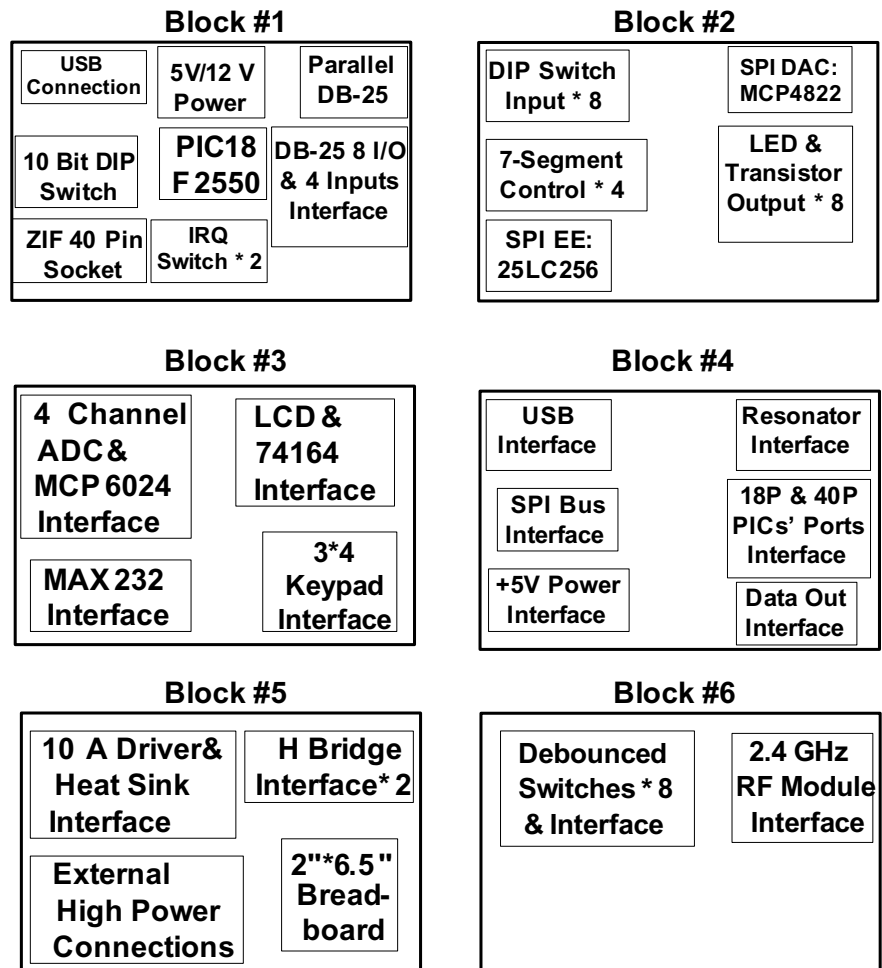 Block #1
USB
Connection
5V/12 V
Power
Parallel
DB-25
10 Bit DIP
Switch
PIC18
F 2550
DB-25 8 I/O
& 4 Inputs
Interface
ZIF 40 Pin
Socket
IRQ
Switch * 2
Block #2
DIP Switch
Input * 8
SPI DAC:
MCP4822
7-Segment
Control * 4
LED &
Transistor
Output * 8
SPI EE:
25LC256
Block #3
4 Channel
ADC &
MCP 6024
Interface
LCD &
74164
Interface
MAX 232
Interface
3*4
Keypad
Interface
Block #4
USB
Interface
Resonator
Interface
SPI Bus
Interface
18P & 40P
PICs’ Ports
Interface
+5V Power
Interface
Data Out
Interface
Block #5
10 A Driver&
Heat Sink
Interface
H Bridge
Interface* 2
External
High Power
Connections
2"*6.5"
Bread-
board
Block #6
Debounced
Switches * 8
& Interface
2.4 GHz
RF Module
Interface